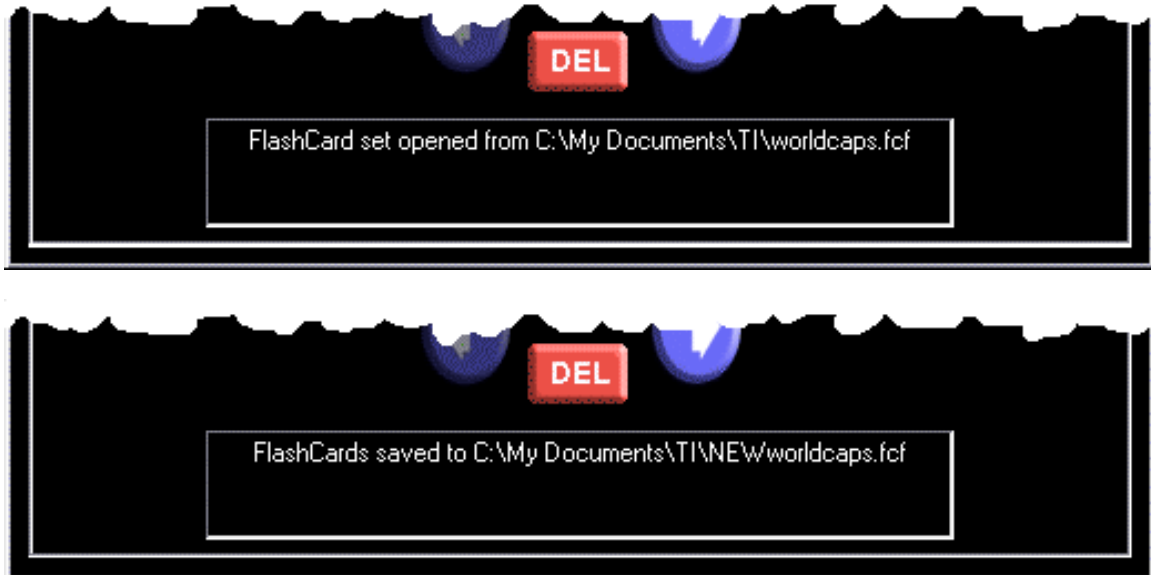 DEL
FlashCard set opened from C:\My Documents\TI\worldcaps.fcf
DEL
FlashCards saved to C:\My Documents\TI\NEWworldcaps.fcf